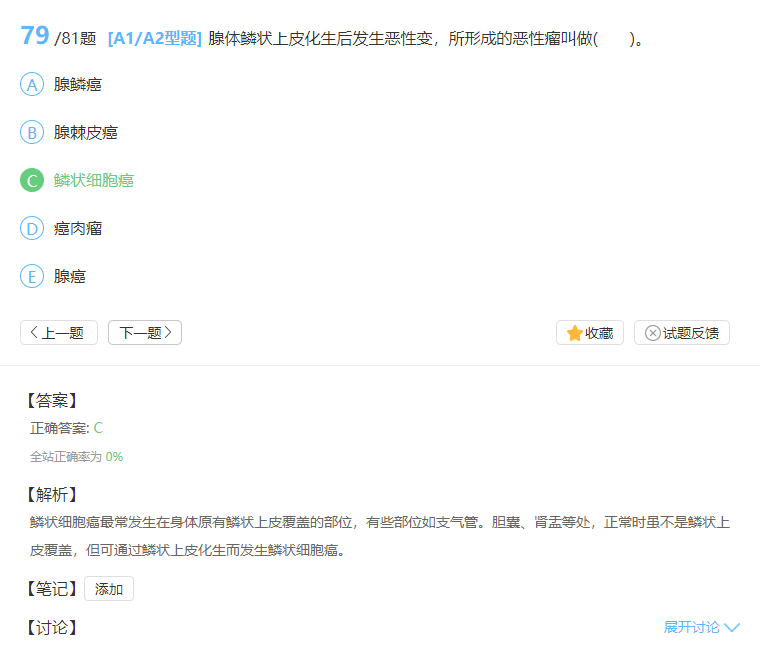 79 /81题 [A1/A2型题] 腺体鳞状上皮化生后发生恶性变，所形成的恶性瘤叫做(　　)。
A 腺鳞癌
B 腺棘皮癌
C 鳞状细胞癌
D 癌肉瘤
E 腺癌
上一题 下一题 收藏 试题反馈
【答案】
正确答案: C
全站正确率为 0%
【解析】
鳞状细胞癌最常发生在身体原有鳞状上皮覆盖的部位，有些部位如支气管。胆囊、肾盂等处，正常时虽不是鳞状上
皮覆盖，但可通过鳞状上皮化生而发生鳞状细胞癌。
【笔记】 添加
【讨论】 展开讨论